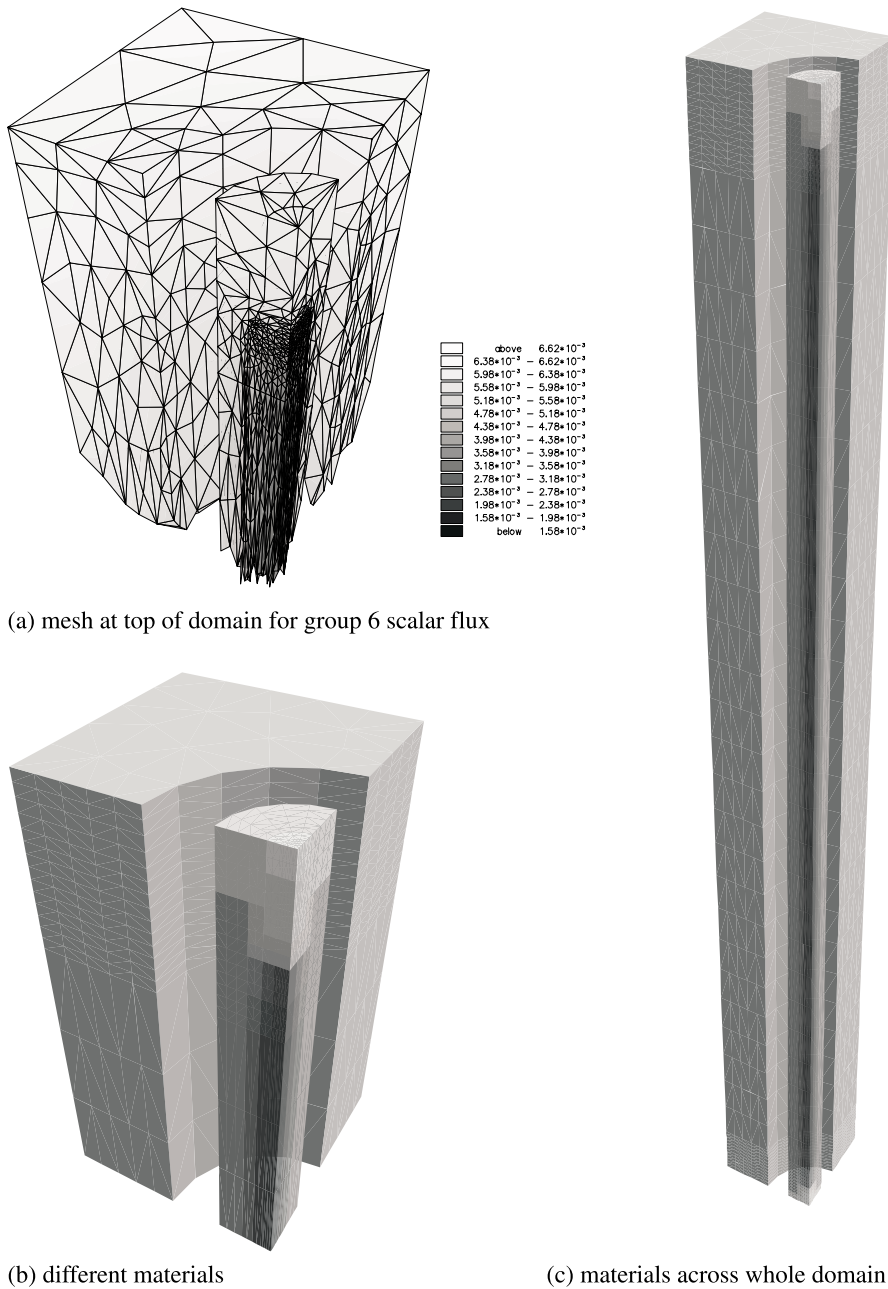 above 6.62*10⁻³
6.38*10⁻³ – 6.62*10⁻³
5.98*10⁻³ – 6.38*10⁻³
5.58*10⁻³ – 5.98*10⁻³
5.18*10⁻³ – 5.58*10⁻³
4.78*10⁻³ – 5.18*10⁻³
4.38*10⁻³ – 4.78*10⁻³
3.98*10⁻³ – 4.38*10⁻³
3.58*10⁻³ – 3.98*10⁻³
3.18*10⁻³ – 3.58*10⁻³
2.78*10⁻³ – 3.18*10⁻³
2.38*10⁻³ – 2.78*10⁻³
1.98*10⁻³ – 2.38*10⁻³
1.58*10⁻³ – 1.98*10⁻³
below 1.58*10⁻³
(a) mesh at top of domain for group 6 scalar flux
(b) different materials
(c) materials across whole domain